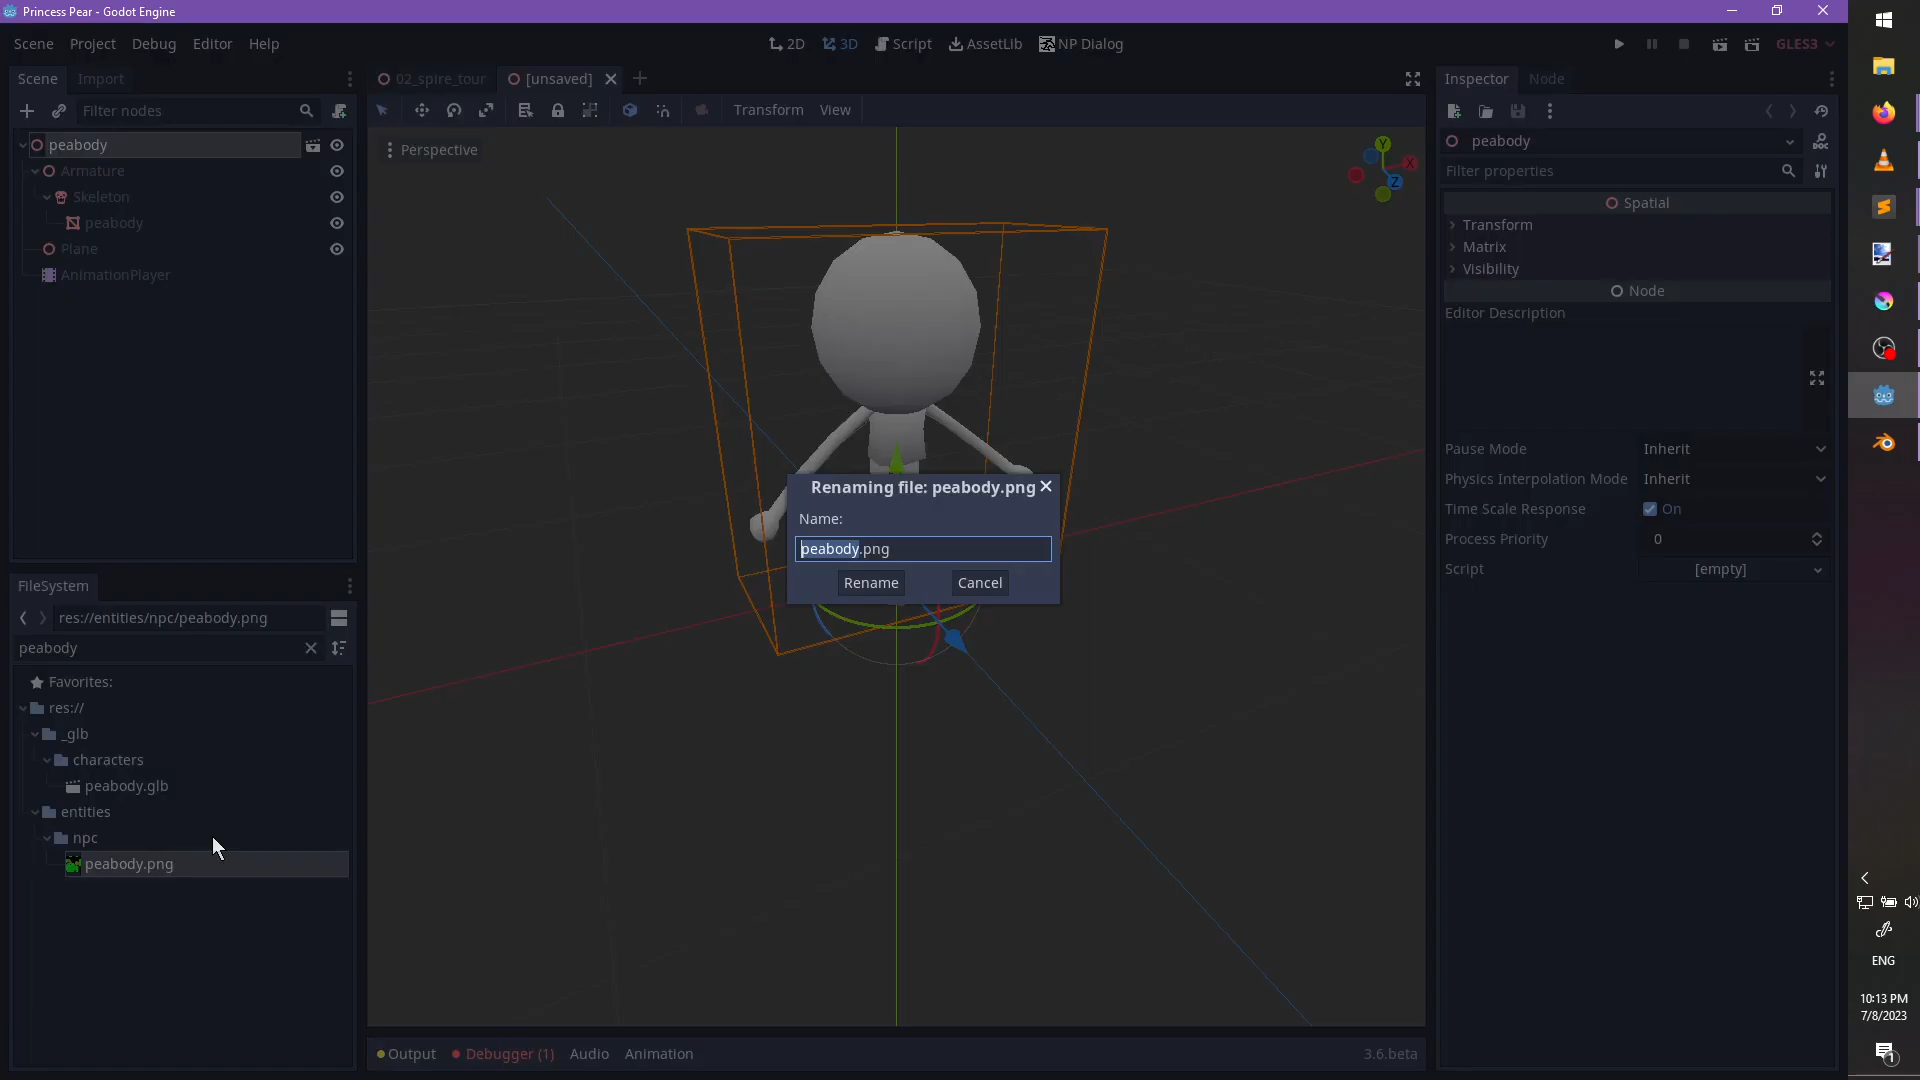 Princess Pear - Godot Engine
Scene Project Debug Editor Help
2D 3D Script AssetLib NP Dialog
GLES3
Scene Import
02_spire_tour [unsaved]
Inspector Node
Filter nodes
Transform View
peabody
Armature
Skeleton
peabody
Plane
AnimationPlayer
Perspective
Y
X
Z
peabody
DOC
Filter properties
Spatial
Transform
Matrix
Visibility
Node
Editor Description
Pause Mode Inherit
Physics Interpolation Mode Inherit
Time Scale Response On
Process Priority 0
Script [empty]
Renaming file: peabody.png
Name:
peabody.png
Rename Cancel
FileSystem
res://entities/npc/peabody.png
peabody
Favorites:
res://
_glb
characters
peabody.glb
entities
npc
peabody.png
Output Debugger (1) Audio Animation
3.6.beta
ENG
10:13 PM
7/8/2023
1